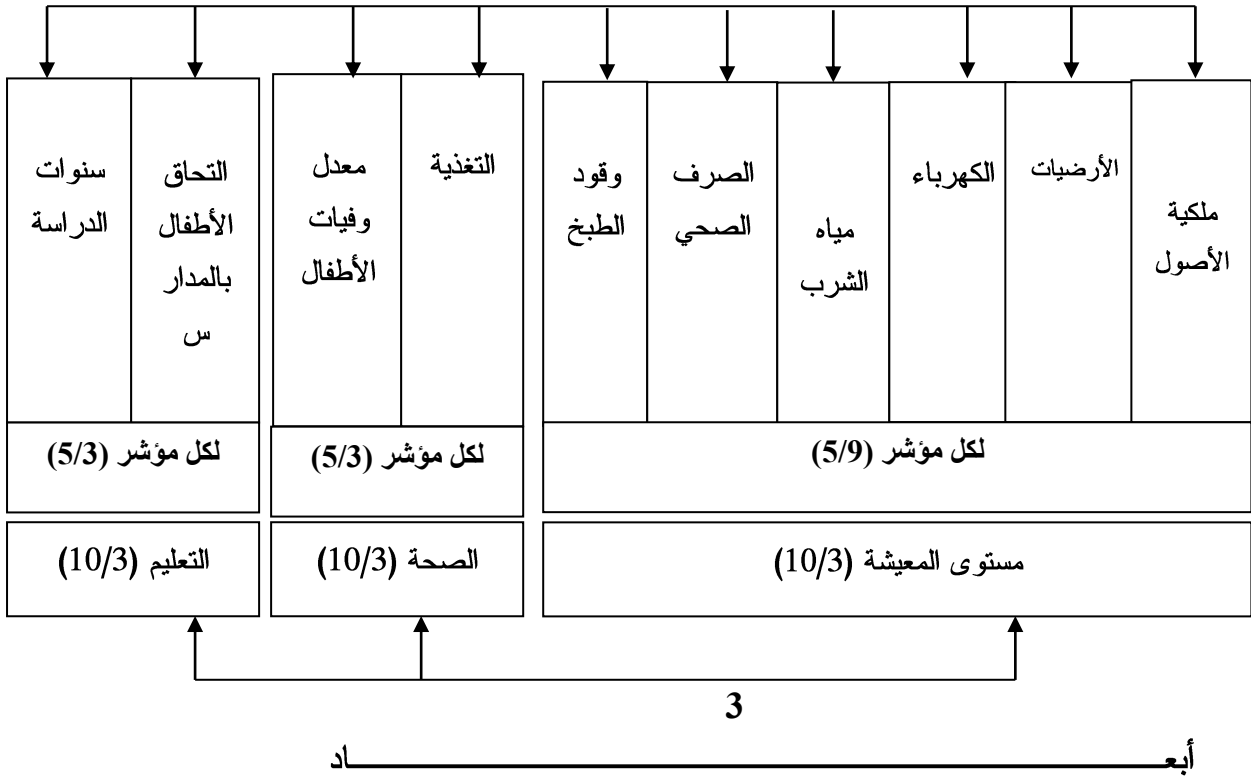 ملكية
الأصول
الأرضيات
الكهرباء
مياه
الشرب
الصرف
الصحي
وقود
الطبخ
التغذية
معدل
وفيات
الأطفال
التحاق
الأطفال
بالمدار
س
سنوات
الدراسة
لكل مؤشر (5/9)
لكل مؤشر (5/3)
لكل مؤشر (5/3)
مستوى المعيشة (10/3)
الصحة (10/3)
التعليم (10/3)
3
أبعـــــــــــــــــاد